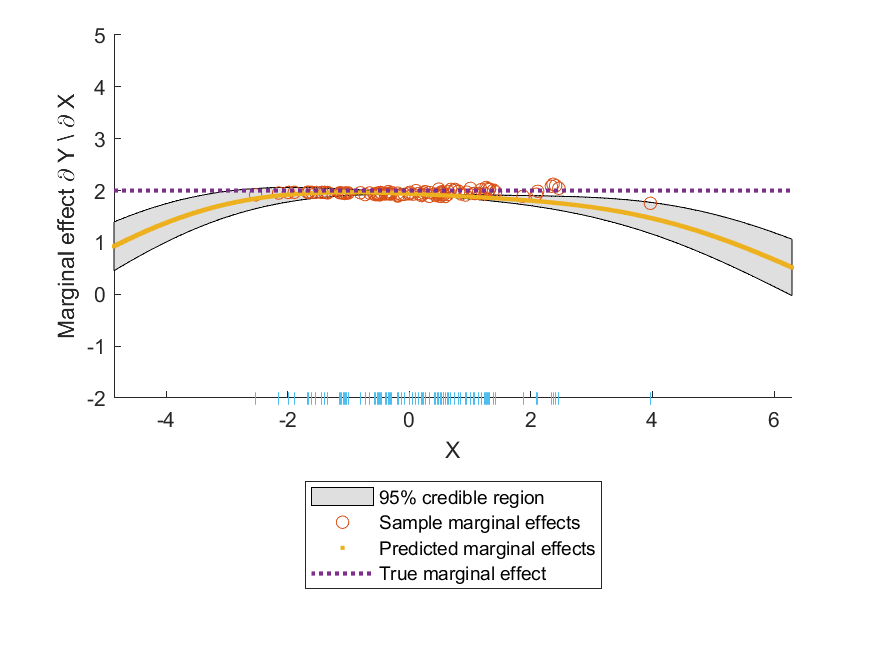 5
4
3
2
1
0
-1
-2
Marginal effect ∂ Y \ ∂ X
-4 -2 0 2 4 6
X
95% credible region
Sample marginal effects
Predicted marginal effects
True marginal effect